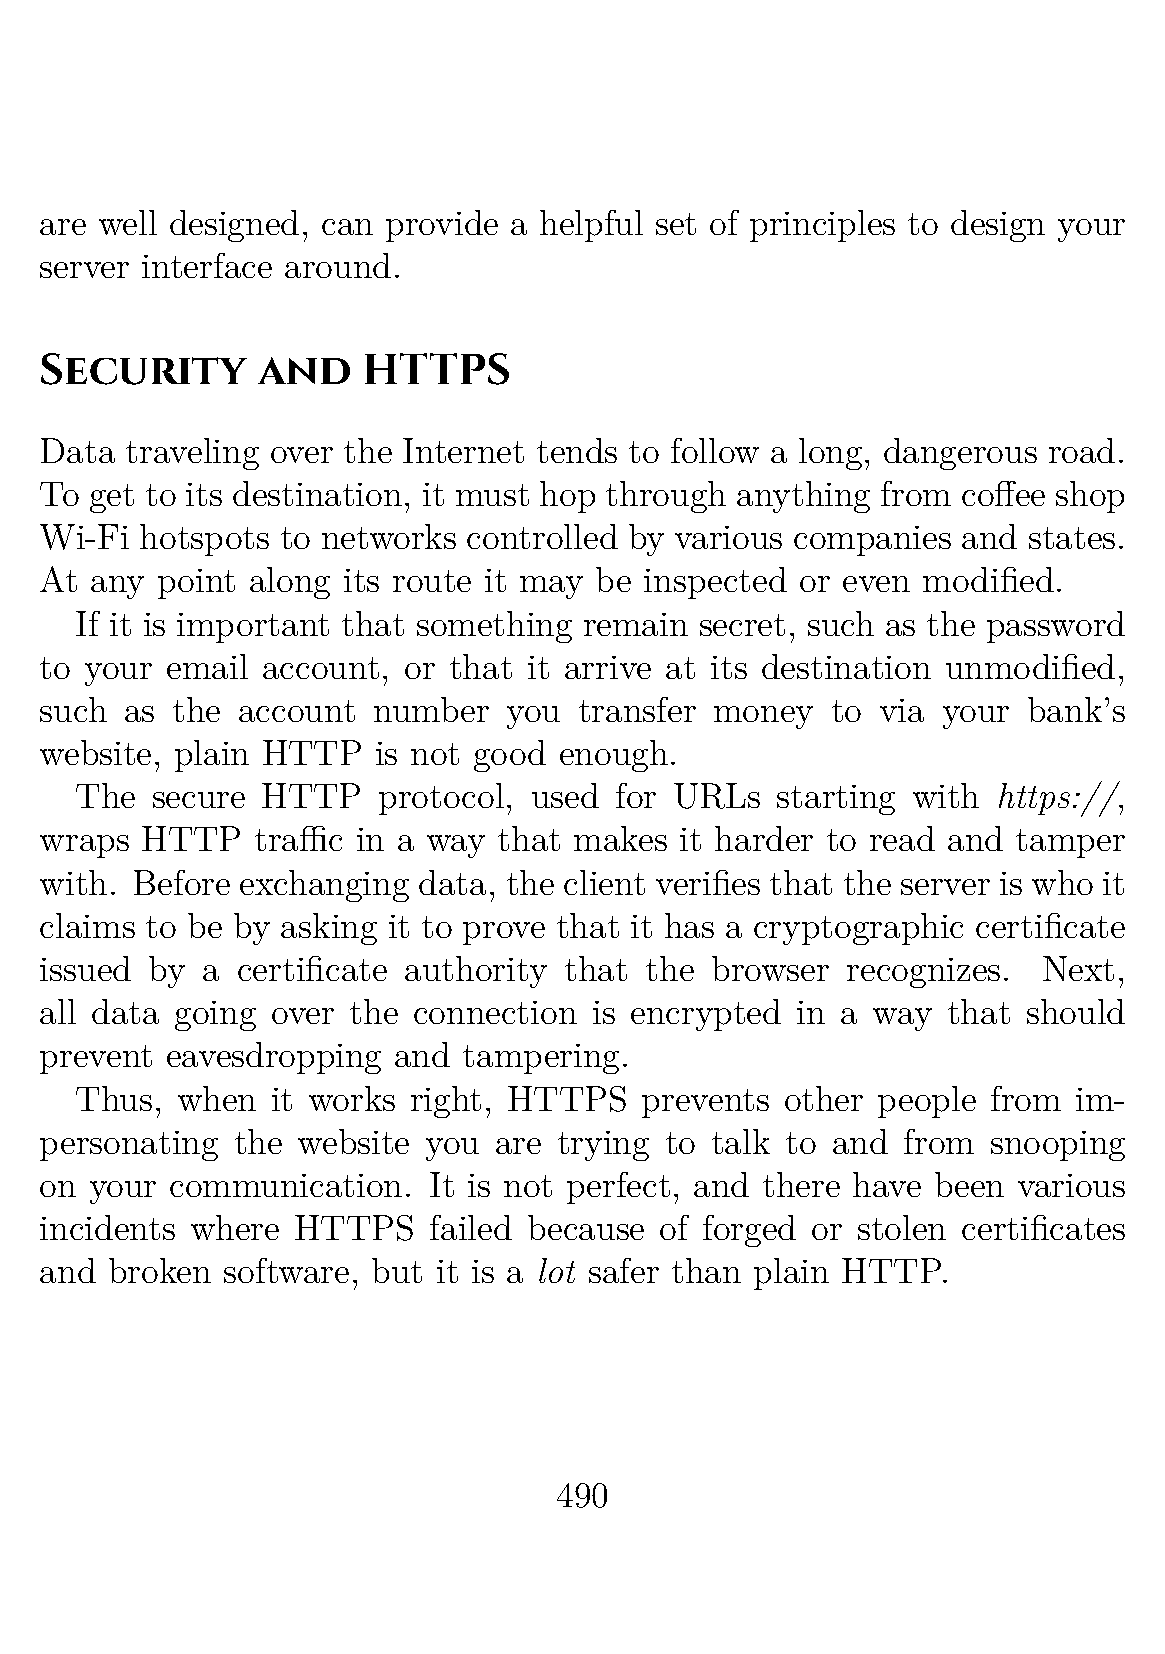 are well designed, can provide a helpful set of principles to design your
server interface around.
Security and HTTPS
Data traveling over the Internet tends to follow a long, dangerous road.
To get to its destination, it must hop through anything from coffee shop
Wi-Fi hotspots to networks controlled by various companies and states.
At any point along its route it may be inspected or even modified.
If it is important that something remain secret, such as the password
to your email account, or that it arrive at its destination unmodified,
such as the account number you transfer money to via your bank's
website, plain HTTP is not good enough.
The secure HTTP protocol, used for URLs starting with https://,
wraps HTTP traffic in a way that makes it harder to read and tamper
with. Before exchanging data, the client verifies that the server is who it
claims to be by asking it to prove that it has a cryptographic certificate
issued by a certificate authority that the browser recognizes. Next,
all data going over the connection is encrypted in a way that should
prevent eavesdropping and tampering.
Thus, when it works right, HTTPS prevents other people from im-
personating the website you are trying to talk to and from snooping
on your communication. It is not perfect, and there have been various
incidents where HTTPS failed because of forged or stolen certificates
and broken software, but it is a lot safer than plain HTTP.
490